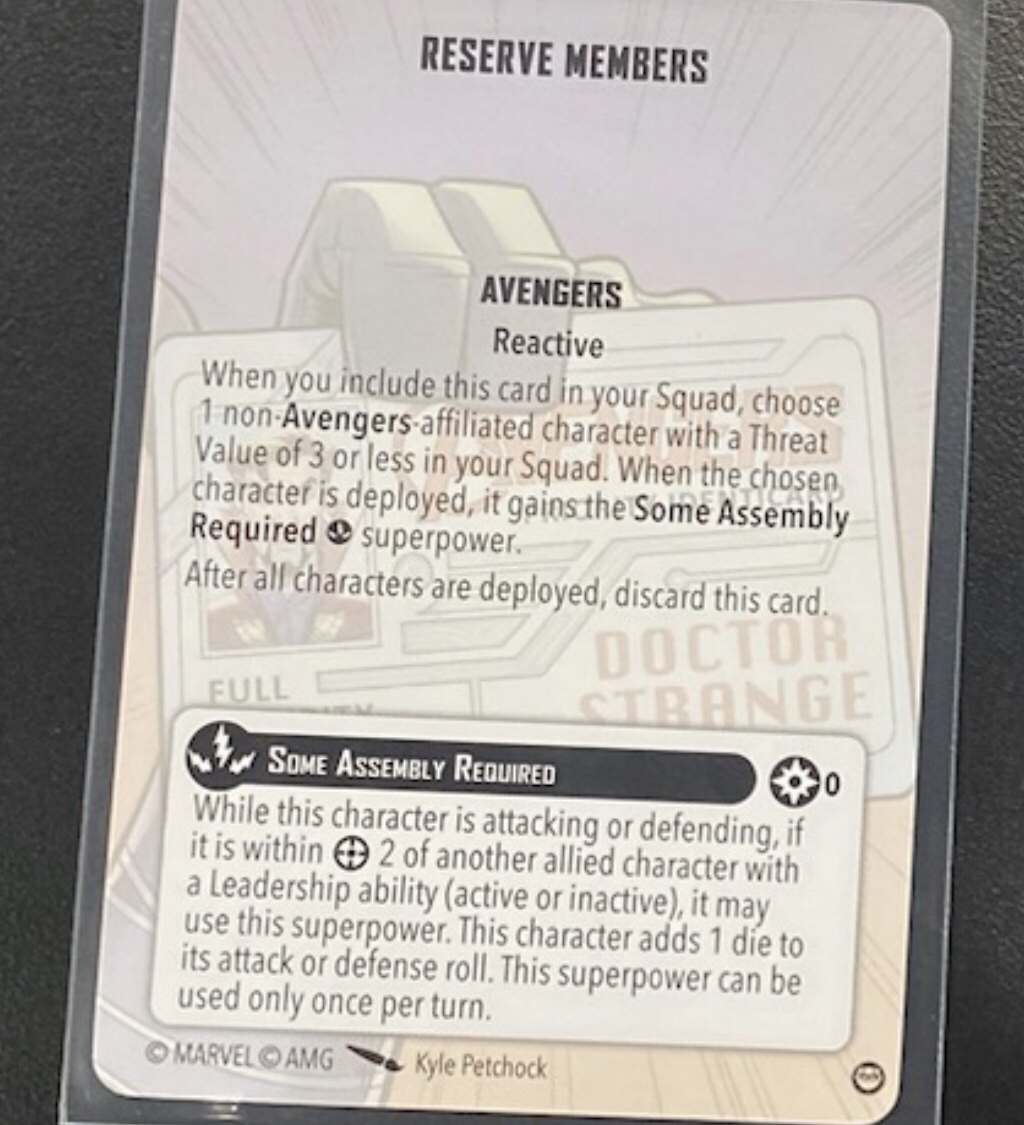 RESERVE MEMBERS
AVENGERS
Reactive
When you include this card in your Squad, choose
1 non-Avengers-affiliated character with a Threat
Value of 3 or less in your Squad. When the chosen
character is deployed, it gains the Some Assembly
Required superpower.
After all characters are deployed, discard this card.
DOCTOR
STRANGE
FULL
SOME ASSEMBLY REQUIRED
0
While this character is attacking or defending, if
it is within 2 of another allied character with
a Leadership ability (active or inactive), it may
use this superpower. This character adds 1 die to
its attack or defense roll. This superpower can be
used only once per turn.
© MARVEL © AMG Kyle Petchock